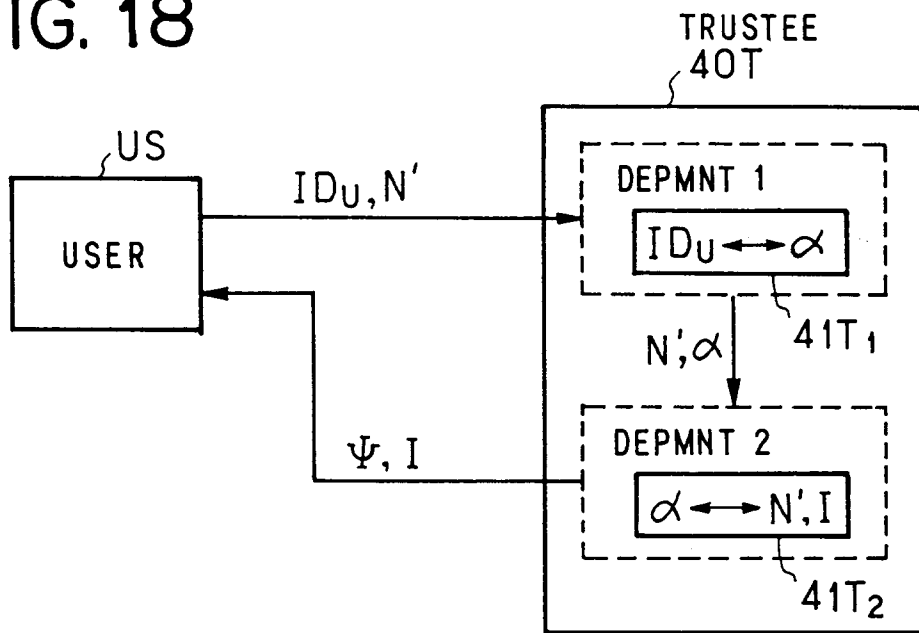 IG. 18
TRUSTEE
40T
US
USER
IDU, N'
DEPMNT 1
IDU ↔ α
41T1
N', α
DEPMNT 2
α ↔ N', I
41T2
Ψ, I